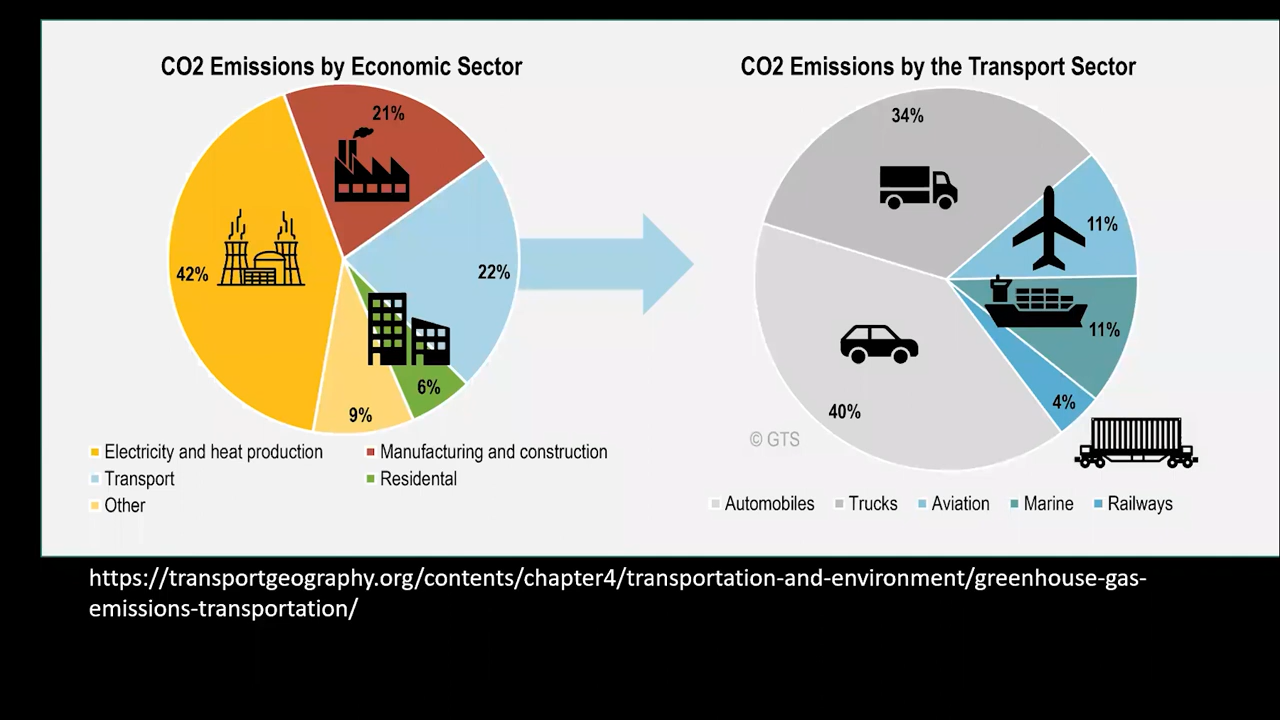 CO2 Emissions by Economic Sector
21%
42%
22%
6%
9%
Electricity and heat production
Manufacturing and construction
Transport
Residental
Other
CO2 Emissions by the Transport Sector
34%
11%
11%
40%
4%
© GTS
Automobiles Trucks Aviation Marine Railways
https://transportgeography.org/contents/chapter4/transportation-and-environment/greenhouse-gas-
emissions-transportation/